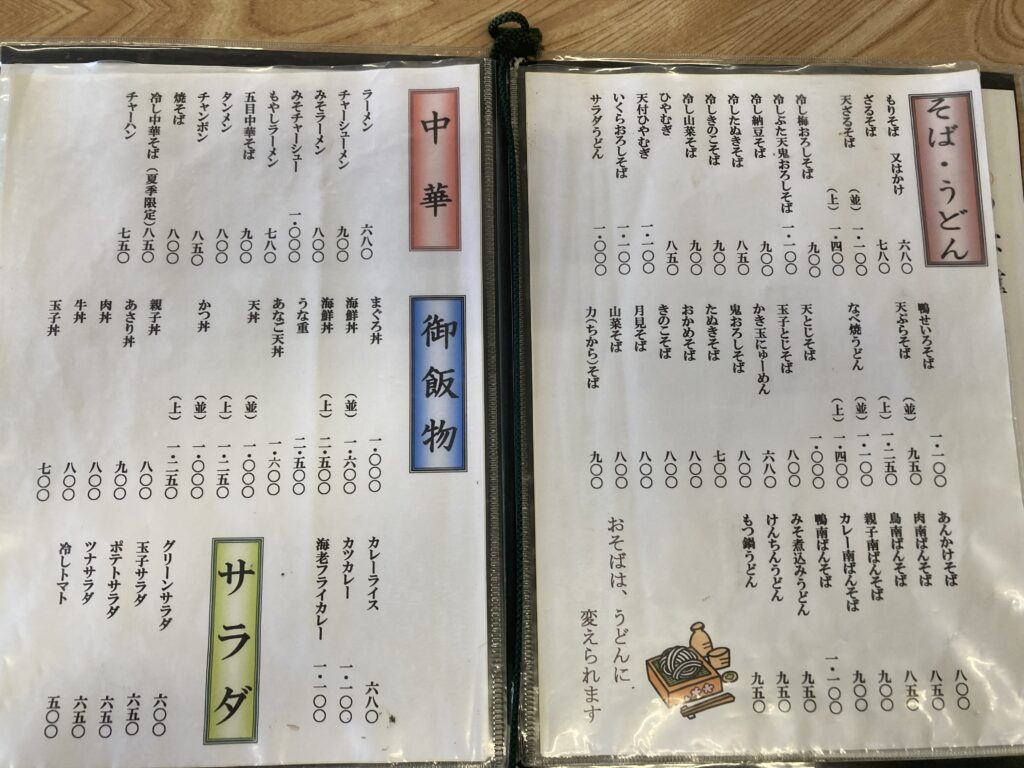 そば・うどん
もりそば 又はかけ 六八〇
ざるそば 七八〇
天ざるそば (並) 一・一〇〇
(上) 一・四〇〇
冷し梅おろしそば 九〇〇
冷しぶた天鬼おろしそば 一・一〇〇
冷し納豆そば 九〇〇
冷したぬきそば 八五〇
冷しきのこそば 九〇〇
冷し山菜そば 九〇〇
ひやむぎ 八五〇
天付ひやむぎ 一・一〇〇
いくらおろしそば 一・一〇〇
サラダうどん 一・〇〇〇
鴨せいろそば 一・一〇〇
天ぷらそば (並) 九五〇
(上) 一・二五〇
なべ焼うどん (並) 一・一〇〇
(上) 一・四〇〇
天とじそば 一・〇〇〇
玉子とじそば 八〇〇
かき玉にゅーめん 六八〇
鬼おろしそば 八〇〇
たぬきそば 七〇〇
おかめそば 八〇〇
きのこそば 八〇〇
月見そば 八〇〇
山菜そば 八〇〇
力(ちから)そば 九〇〇
あんかけそば 八〇〇
肉南ばんそば 八五〇
鳥南ばんそば 八五〇
親子南ばんそば 九〇〇
カレー南ばんそば 九〇〇
鴨南ばんそば 一・一〇〇
みそ煮込みうどん 九五〇
けんちんうどん 九五〇
もつ鍋うどん 九五〇
おそばは、うどんに
変えられます
中華
ラーメン 六八〇
チャーシューメン 九〇〇
みそラーメン 八〇〇
みそチャーシュー 一・〇〇〇
もやしラーメン 七八〇
五目中華そば 九〇〇
タンメン 八〇〇
チャンポン 八五〇
焼そば 八〇〇
冷し中華そば(夏季限定) 八五〇
チャーハン 七五〇
御飯物
まぐろ丼 一・〇〇〇
海鮮丼 (並) 一・六〇〇
海鮮丼 (上) 二・五〇〇
うな重 二・五〇〇
あなご天丼 一・六〇〇
天丼 (並) 一・〇〇〇
(上) 一・二五〇
かつ丼 (並) 一・〇〇〇
(上) 一・二五〇
親子丼 八〇〇
あさり丼 九〇〇
肉丼 八〇〇
牛丼 八〇〇
玉子丼 七〇〇
カレーライス 六八〇
カツカレー 一・一〇〇
海老フライカレー 一・一〇〇
サラダ
グリーンサラダ 六〇〇
玉子サラダ 六五〇
ポテトサラダ 六五〇
ツナサラダ 六五〇
冷しトマト 五〇〇